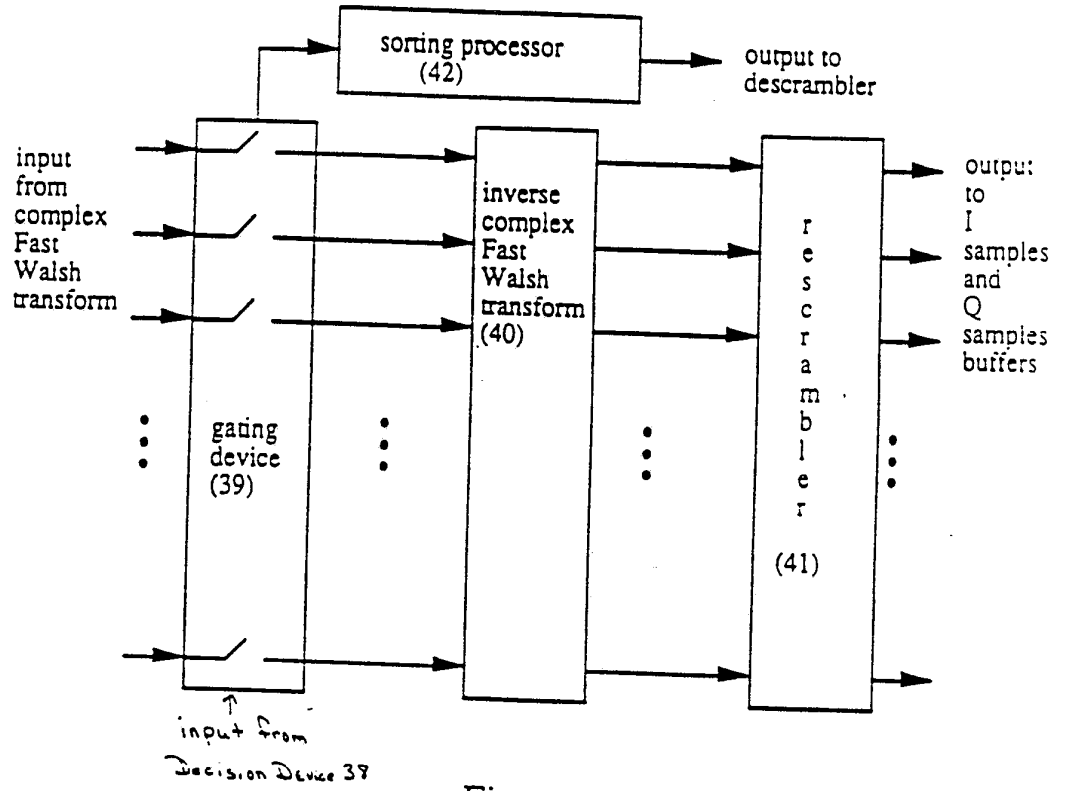 sorting processor
(42)
output to
descrambler
input
from
complex
Fast
Walsh
transform
gating
device
(39)
inverse
complex
Fast
Walsh
transform
(40)
r
e
s
c
r
a
m
b
l
e
r
(41)
output
to
I
samples
and
Q
samples
buffers
input from
Decision Device 38